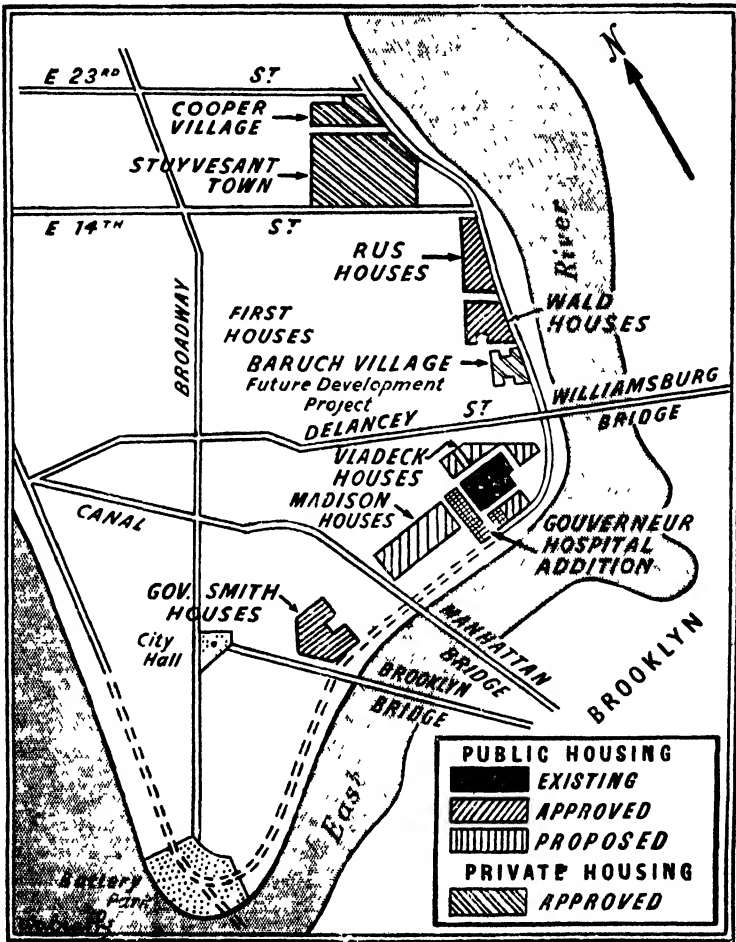 N
E 23RD ST
COOPER
VILLAGE
STUYVESANT
TOWN
E 14TH ST
RUS
HOUSES
River
BROADWAY
FIRST
HOUSES
WALD
HOUSES
BARUCH VILLAGE
Future Development
Project
DELANCEY ST
WILLIAMSBURG
BRIDGE
VLADECK
HOUSES
MADISON
HOUSES
CANAL
GOUVERNEUR
HOSPITAL
ADDITION
GOV. SMITH
HOUSES
City
Hall
MANHATTAN
BRIDGE
BROOKLYN
BRIDGE
BROOKLYN
East
Battery
Park
PUBLIC HOUSING
EXISTING
APPROVED
PROPOSED
PRIVATE HOUSING
APPROVED